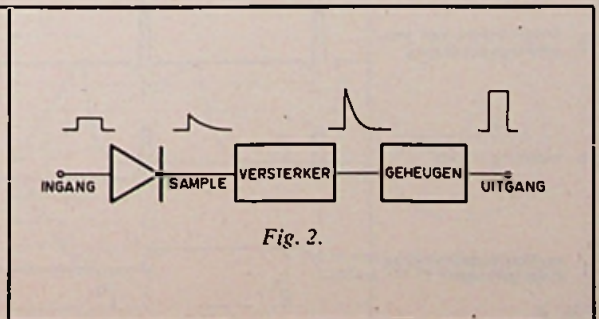 INGANG
SAMPLE
VERSTERKER
GEHEUGEN
UITGANG
Fig. 2.